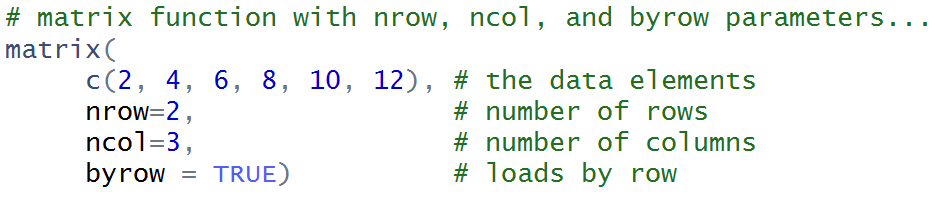 # matrix function with nrow, ncol, and byrow parameters...
matrix(
     c(2, 4, 6, 8, 10, 12), # the data elements
     nrow=2,                # number of rows
     ncol=3,                # number of columns
     byrow = TRUE)          # loads by row